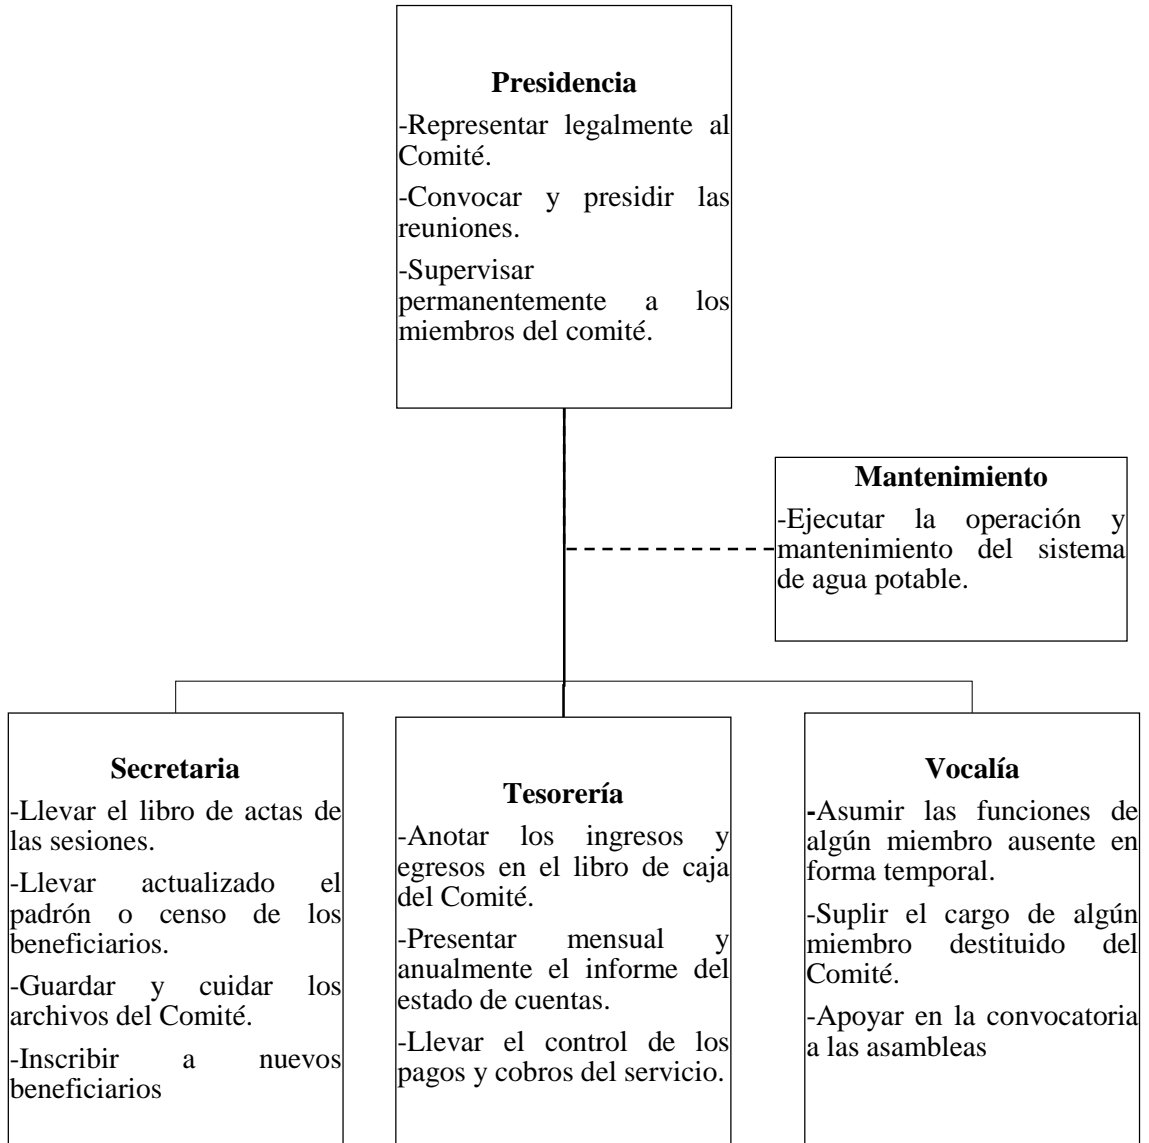 Presidencia
-Representar legalmente al
Comité.
-Convocar y presidir las
reuniones.
-Supervisar
permanentemente a los
miembros del comité.
Mantenimiento
-Ejecutar la operación y
mantenimiento del sistema
de agua potable.
Secretaria
-Llevar el libro de actas de
las sesiones.
-Llevar actualizado el
padrón o censo de los
beneficiarios.
-Guardar y cuidar los
archivos del Comité.
-Inscribir a nuevos
beneficiarios
Tesorería
-Anotar los ingresos y
egresos en el libro de caja
del Comité.
-Presentar mensual y
anualmente el informe del
estado de cuentas.
-Llevar el control de los
pagos y cobros del servicio.
Vocalía
-Asumir las funciones de
algún miembro ausente en
forma temporal.
-Suplir el cargo de algún
miembro destituido del
Comité.
-Apoyar en la convocatoria
a las asambleas